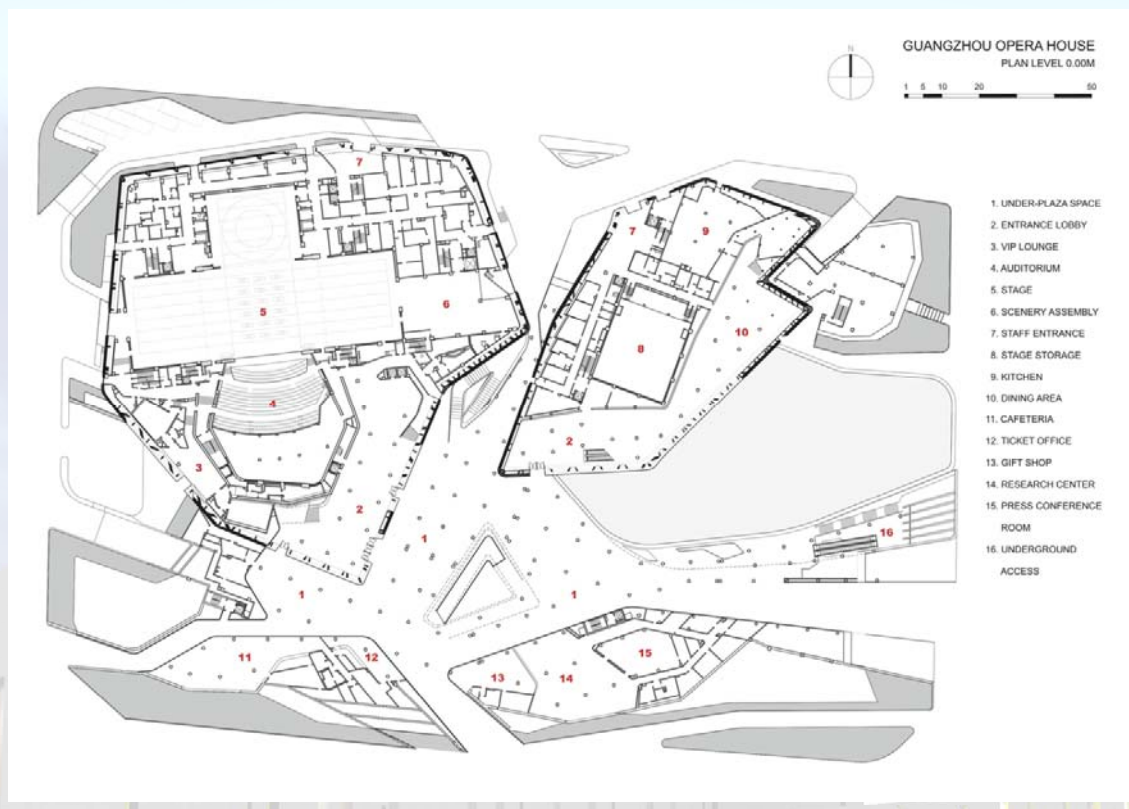 GUANGZHOU OPERA HOUSE
PLAN LEVEL 0.00M
N
1 5 10 20 50
1. UNDER-PLAZA SPACE
2. ENTRANCE LOBBY
3. VIP LOUNGE
4. AUDITORIUM
5. STAGE
6. SCENERY ASSEMBLY
7. STAFF ENTRANCE
8. STAGE STORAGE
9. KITCHEN
10. DINING AREA
11. CAFETERIA
12. TICKET OFFICE
13. GIFT SHOP
14. RESEARCH CENTER
15. PRESS CONFERENCE
ROOM
16. UNDERGROUND
ACCESS
7
7
9
6
5
10
8
4
2
3
2
1
16
1
1
11
12
15
13
14